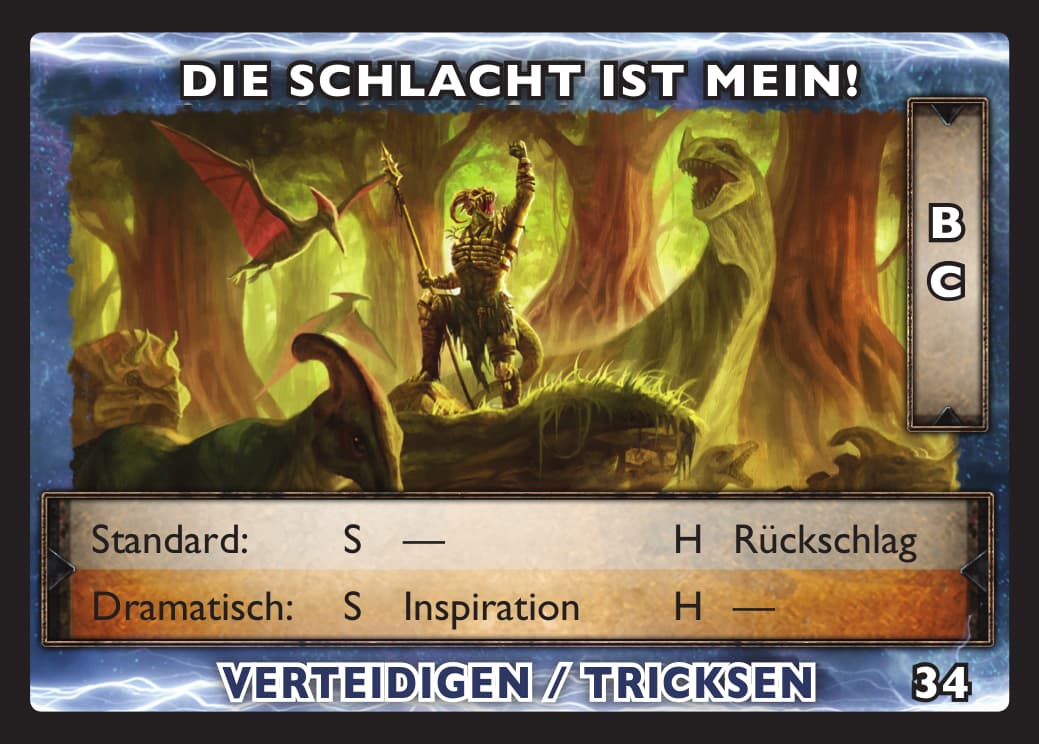 DIE SCHLACHT IST MEIN!
B
C
Standard: S — H Rückschlag
Dramatisch: S Inspiration H —
VERTEIDIGEN / TRICKSEN
34